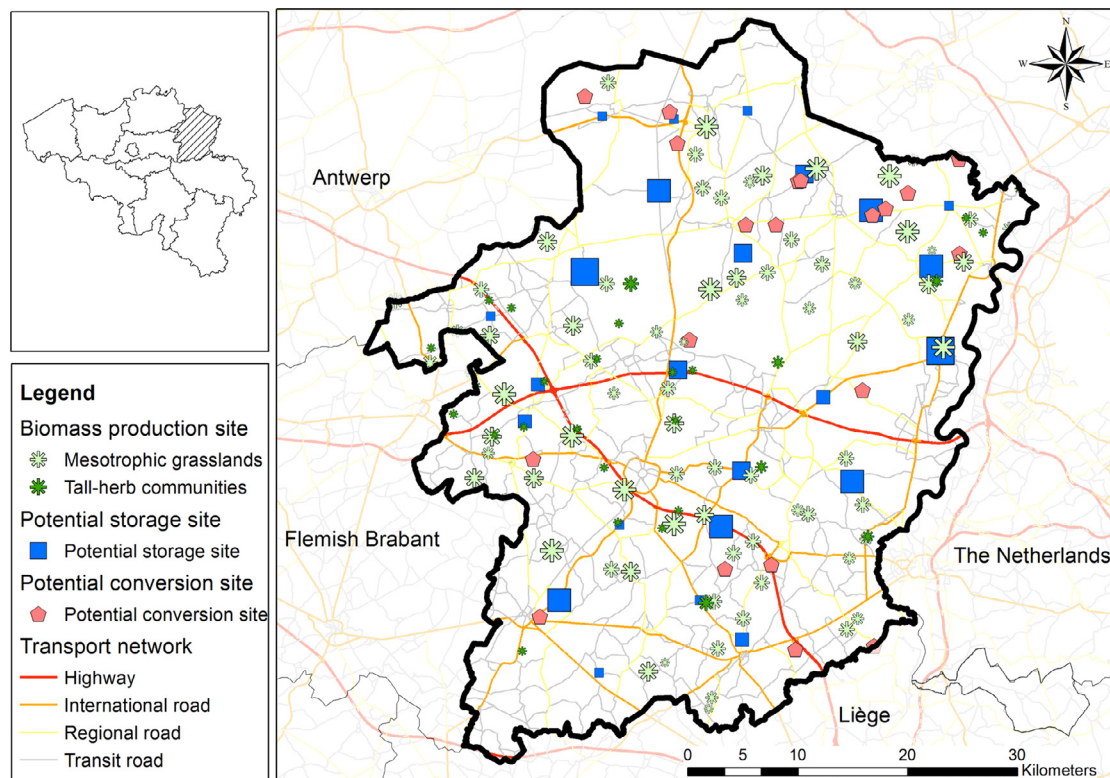 N
W
E
S
Antwerp
Flemish Brabant
The Netherlands
Liège
Legend
Biomass production site
Mesotrophic grasslands
Tall-herb communities
Potential storage site
Potential storage site
Potential conversion site
Potential conversion site
Transport network
Highway
International road
Regional road
Transit road
0 5 10 20 30
Kilometers